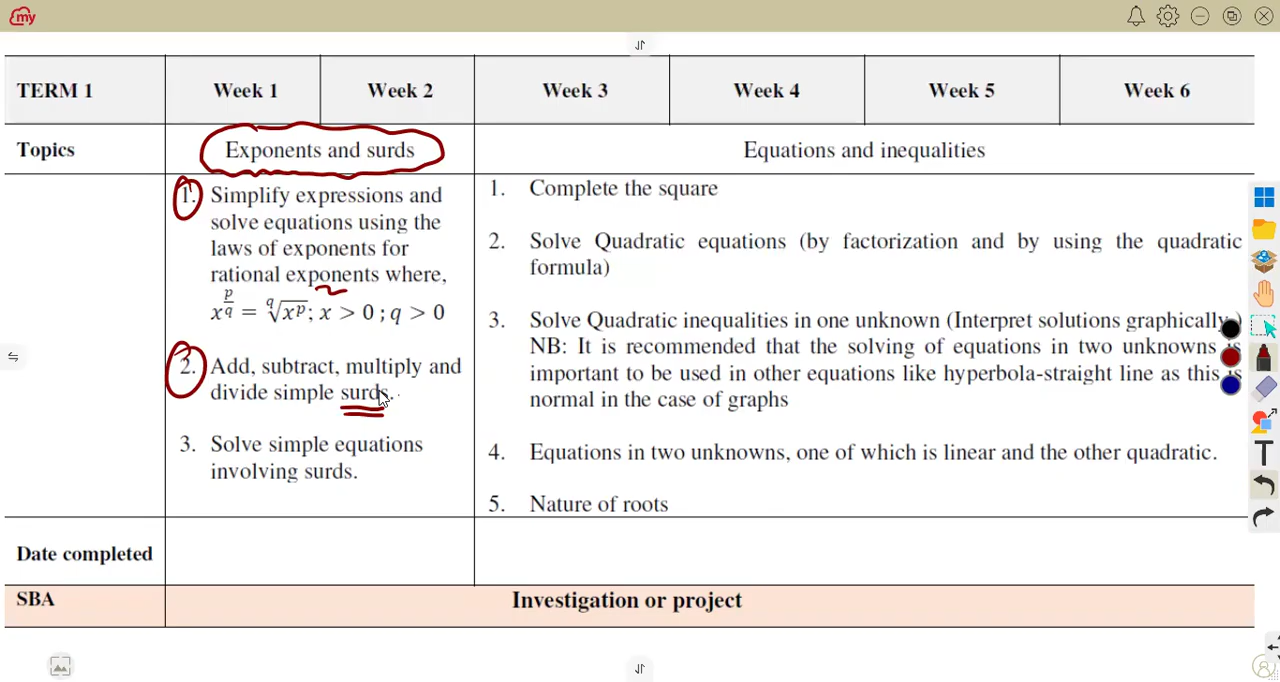 my
TERM 1 Week 1 Week 2 Week 3 Week 4 Week 5 Week 6
Topics Exponents and surds Equations and inequalities
1. Simplify expressions and
solve equations using the
laws of exponents for
rational exponents where,
x^{p/q} = \sqrt[q]{x^p}; x > 0 ; q > 0
2. Add, subtract, multiply and
divide simple surds.
3. Solve simple equations
involving surds.
1. Complete the square
2. Solve Quadratic equations (by factorization and by using the quadratic
formula)
3. Solve Quadratic inequalities in one unknown (Interpret solutions graphically.)
NB: It is recommended that the solving of equations in two unknowns is
important to be used in other equations like hyperbola-straight line as this is
normal in the case of graphs
4. Equations in two unknowns, one of which is linear and the other quadratic.
5. Nature of roots
Date completed
SBA Investigation or project
T